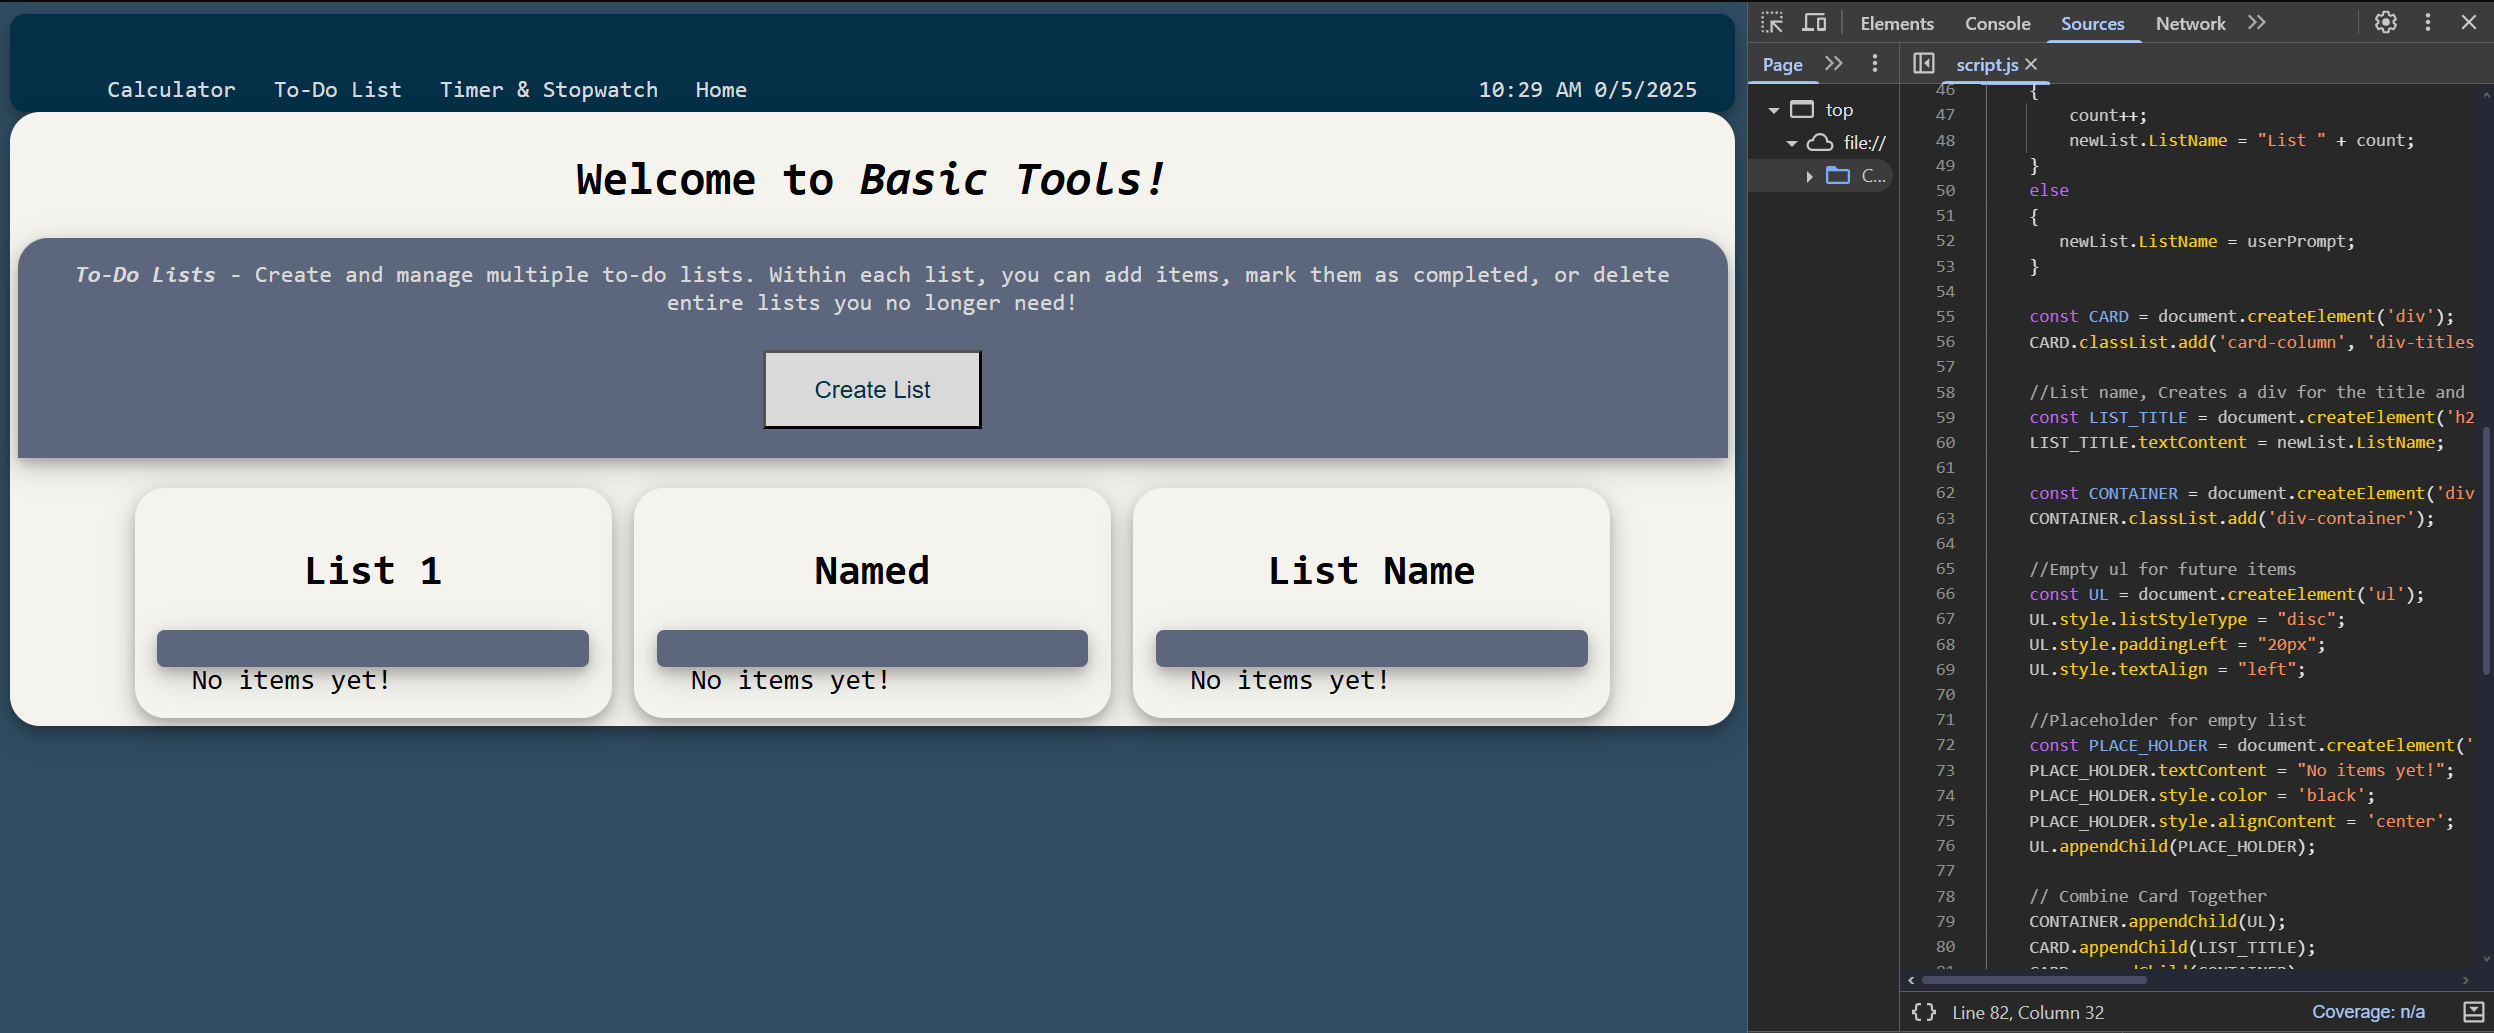 Calculator To-Do List Timer & Stopwatch Home 10:29 AM 0/5/2025
Welcome to Basic Tools!
To-Do Lists - Create and manage multiple to-do lists. Within each list, you can add items, mark them as completed, or delete
entire lists you no longer need!
Create List
List 1
No items yet!
Named
No items yet!
List Name
No items yet!
Elements Console Sources Network
Page
script.js
top
file://
C...
46 {
47 count++;
48 newList.ListName = "List " + count;
49 }
50 else
51 {
52 newList.ListName = userPrompt;
53 }
54
55 const CARD = document.createElement('div');
56 CARD.classList.add('card-column', 'div-titles
57
58 //List name, Creates a div for the title and
59 const LIST_TITLE = document.createElement('h2
60 LIST_TITLE.textContent = newList.ListName;
61
62 const CONTAINER = document.createElement('div
63 CONTAINER.classList.add('div-container');
64
65 //Empty ul for future items
66 const UL = document.createElement('ul');
67 UL.style.listStyleType = "disc";
68 UL.style.paddingLeft = "20px";
69 UL.style.textAlign = "left";
70
71 //Placeholder for empty list
72 const PLACE_HOLDER = document.createElement('
73 PLACE_HOLDER.textContent = "No items yet!";
74 PLACE_HOLDER.style.color = 'black';
75 PLACE_HOLDER.style.alignContent = 'center';
76 UL.appendChild(PLACE_HOLDER);
77
78 // Combine Card Together
79 CONTAINER.appendChild(UL);
80 CARD.appendChild(LIST_TITLE);
{} Line 82, Column 32 Coverage: n/a